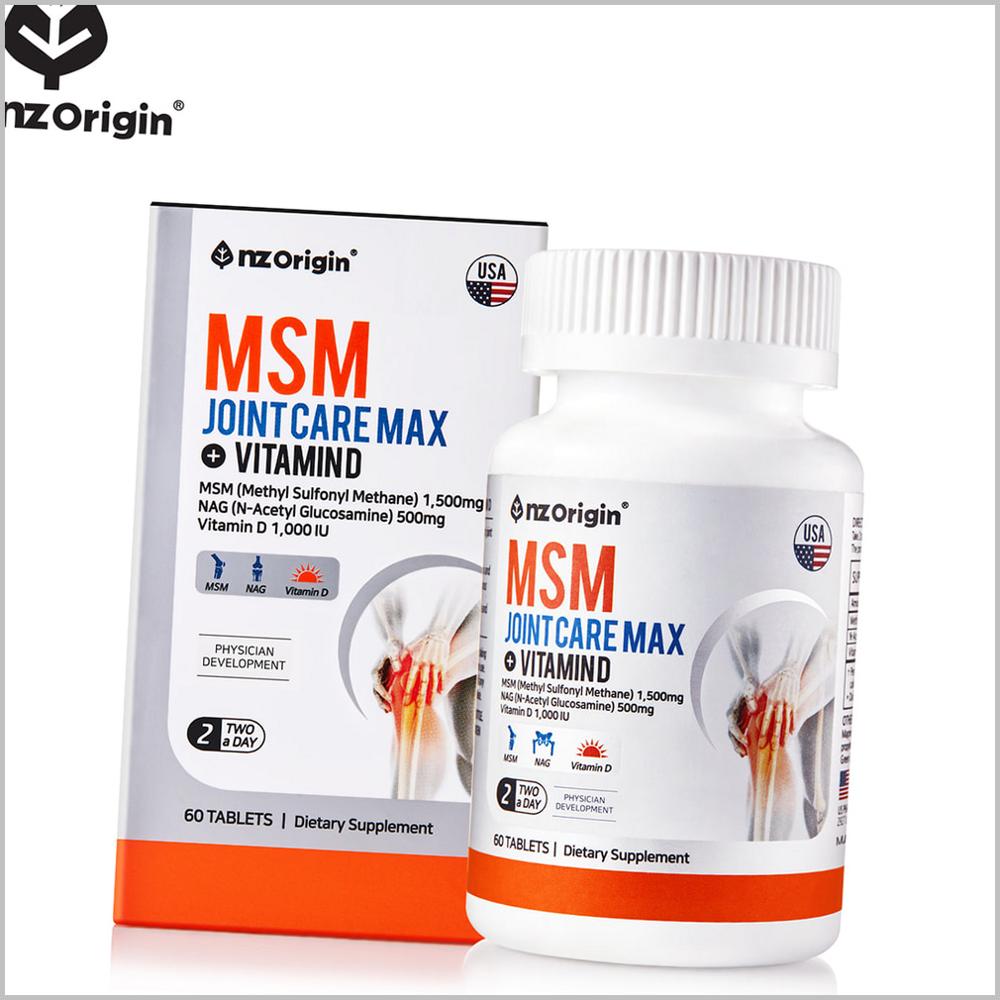 nzOrigin®
nzOrigin®
USA
MSM
JOINT CARE MAX
+ VITAMIN D
MSM (Methyl Sulfonyl Methane) 1,500mg
NAG (N-Acetyl Glucosamine) 500mg
Vitamin D 1,000 IU
MSM NAG Vitamin D
PHYSICIAN
DEVELOPMENT
2 TWO
a DAY
60 TABLETS | Dietary Supplement
nzOrigin®
USA
MSM
JOINT CARE MAX
+ VITAMIN D
MSM (Methyl Sulfonyl Methane) 1,500mg
NAG (N-Acetyl Glucosamine) 500mg
Vitamin D 1,000 IU
MSM NAG Vitamin D
2 TWO
a DAY
PHYSICIAN
DEVELOPMENT
60 TABLETS | Dietary Supplement